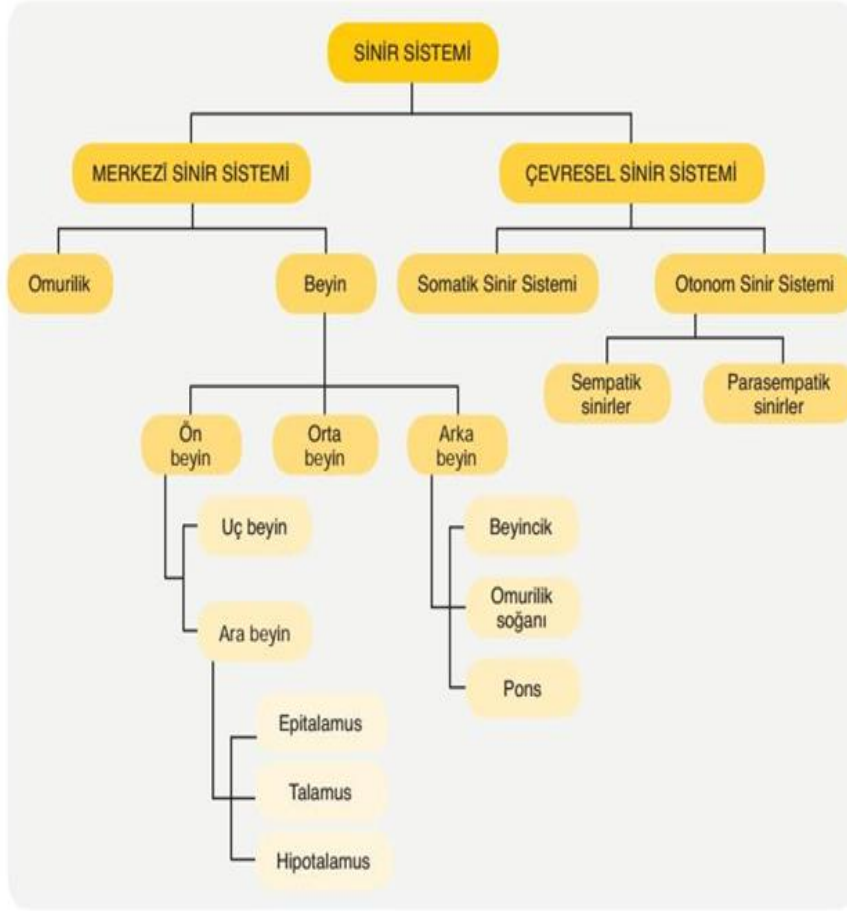 SİNİR SİSTEMİ
MERKEZÎ SİNİR SİSTEMİ
ÇEVRESEL SİNİR SİSTEMİ
Omurilik
Beyin
Somatik Sinir Sistemi
Otonom Sinir Sistemi
Sempatik
sinirler
Parasempatik
sinirler
Ön
beyin
Orta
beyin
Arka
beyin
Uç beyin
Ara beyin
Beyincik
Omurilik
soğanı
Pons
Epitalamus
Talamus
Hipotalamus